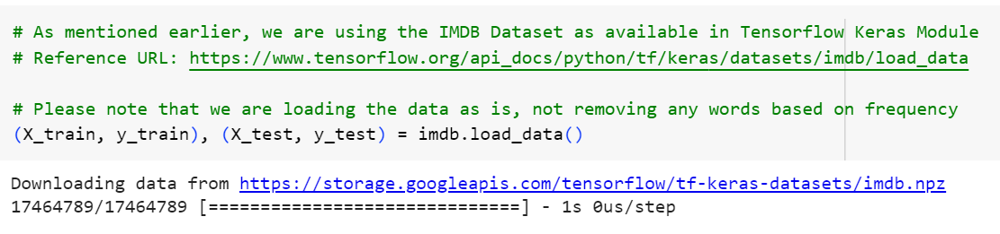 # As mentioned earlier, we are using the IMDB Dataset as available in Tensorflow Keras Module
# Reference URL: https://www.tensorflow.org/api_docs/python/tf/keras/datasets/imdb/load_data
# Please note that we are loading the data as is, not removing any words based on frequency
(X_train, y_train), (X_test, y_test) = imdb.load_data()
Downloading data from https://storage.googleapis.com/tensorflow/tf-keras-datasets/imdb.npz
17464789/17464789 [==============================] - 1s 0us/step